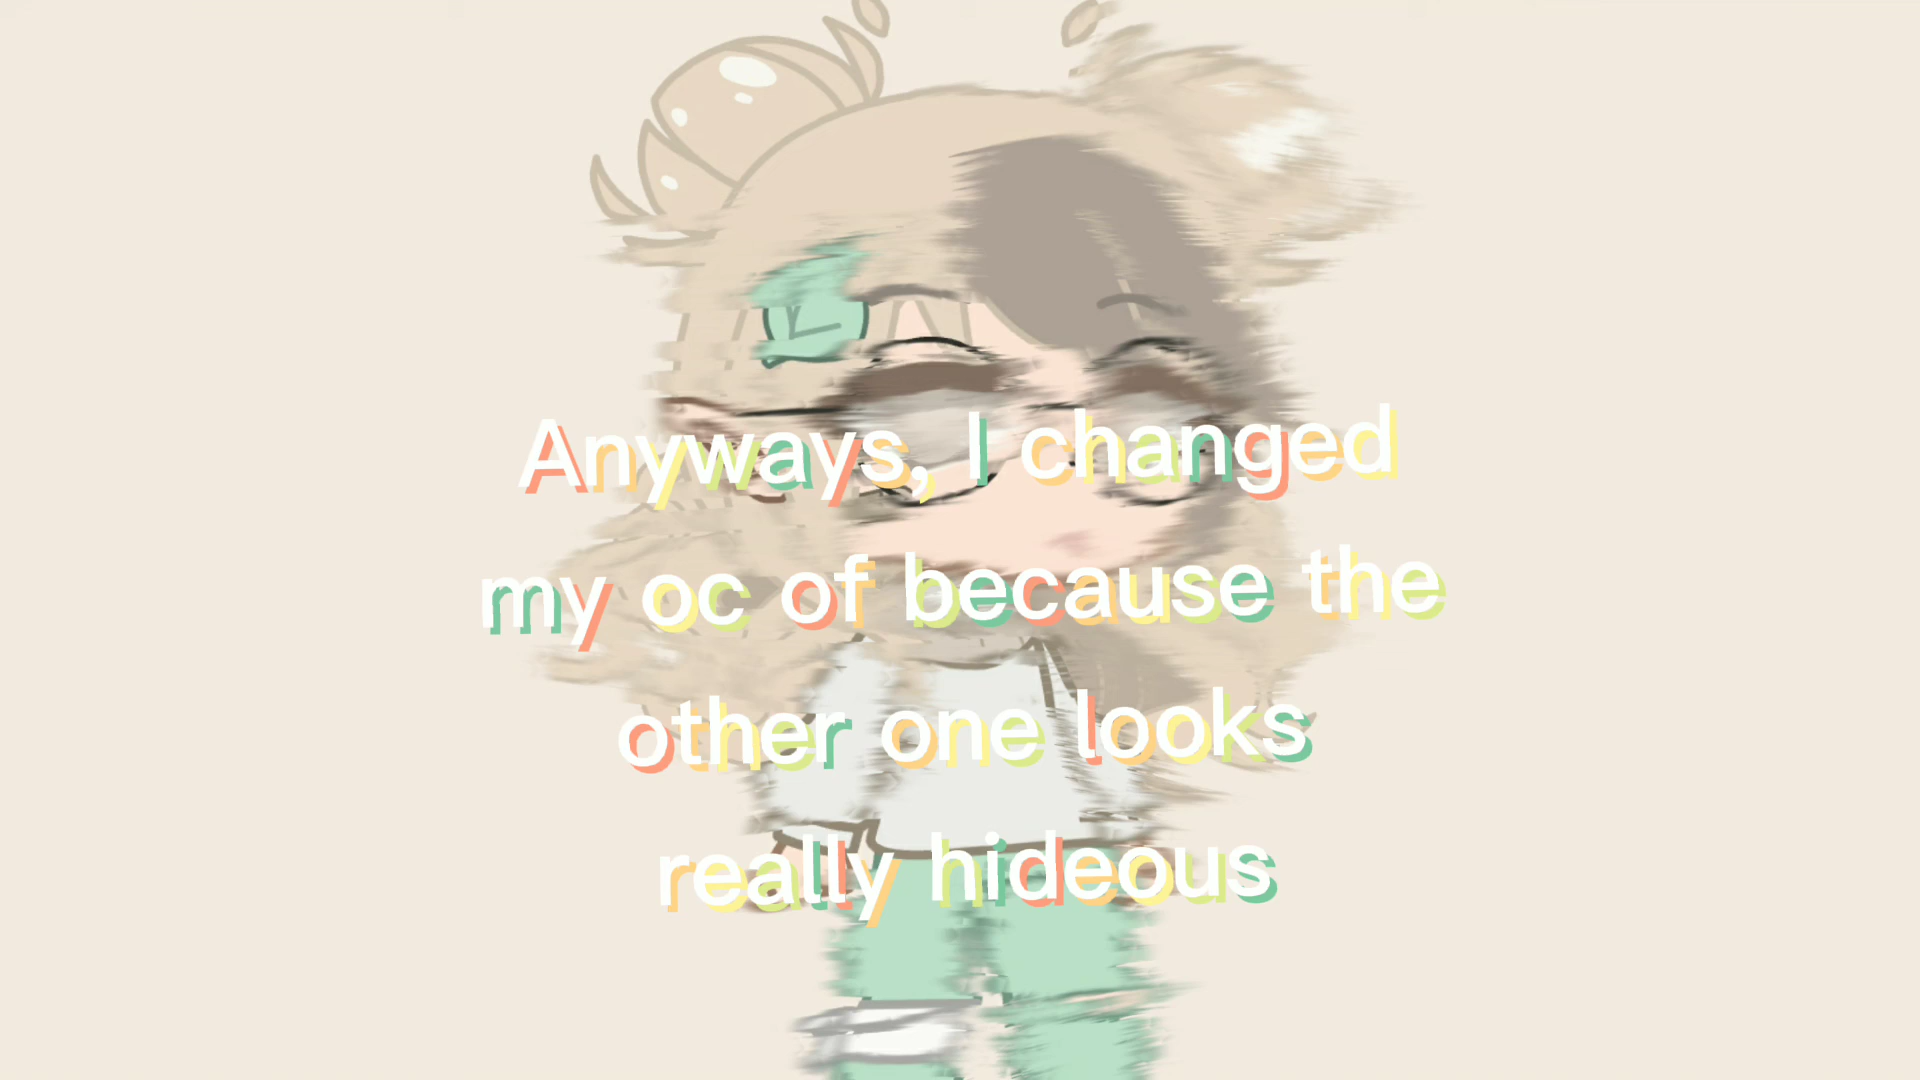 Anyways, I changed
my oc of because the
other one looks
really hideous